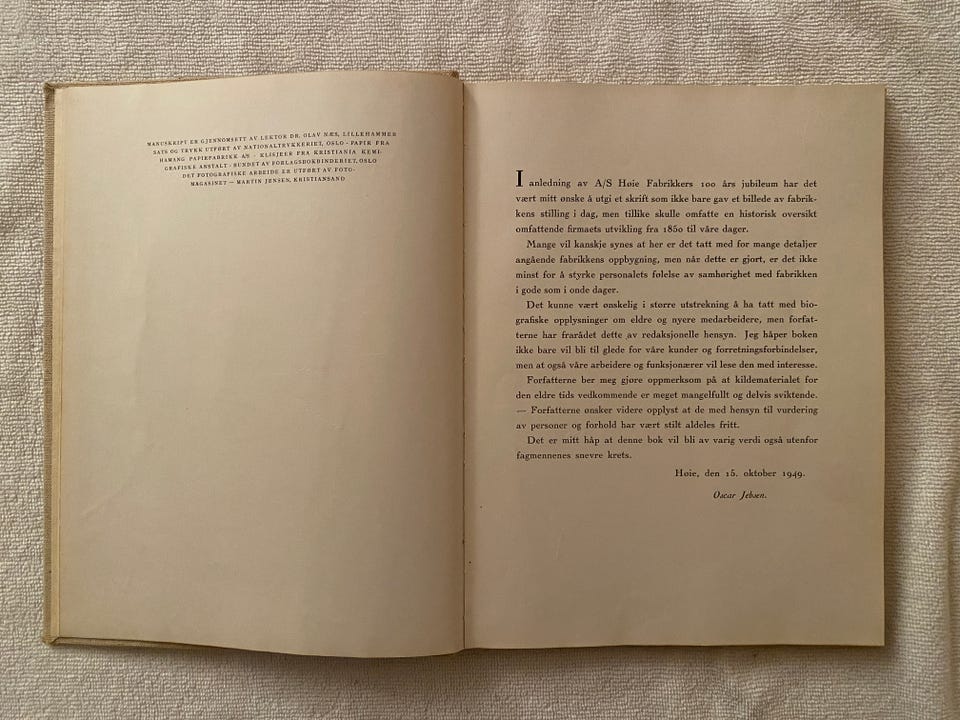 MANUSKRIPT ER GJENNOMSETT AV LEKTOR DR. OLAV NÆS, LILLEHAMMER
SATS OG TRYKK UTFØRT AV NATIONALTRYKKERIET, OSLO - PAPIR FRA
HAMANG PAPIRFABRIKK A/S - KLISJEER FRA KRISTIANIA KEMI-
GRAFISKE ANSTALT - BUNDET AV FORLAGSBOKBINDERIET, OSLO
DET FOTOGRAFISKE ARBEIDE ER UTFØRT AV FOTO-
MAGASINET — MARTIN JENSEN, KRISTIANSAND
I anledning av A/S Høie Fabrikkers 100 års jubileum har det
vært mitt ønske å utgi et skrift som ikke bare gav et billede av fabrik-
kens stilling i dag, men tillike skulle omfatte en historisk oversikt
omfattende firmaets utvikling fra 1850 til våre dager.
Mange vil kanskje synes at her er det tatt med for mange detaljer
angående fabrikkens oppbygning, men når dette er gjort, er det ikke
minst for å styrke personalets følelse av samhørighet med fabrikken
i gode som i onde dager.
Det kunne vært ønskelig i større utstrekning å ha tatt med bio-
grafiske opplysninger om eldre og nyere medarbeidere, men forfat-
terne har frarådet dette av redaksjonelle hensyn. Jeg håper boken
ikke bare vil bli til glede for våre kunder og forretningsforbindelser,
men at også våre arbeidere og funksjonærer vil lese den med interesse.
Forfatterne ber meg gjøre oppmerksom på at kildematerialet for
den eldre tids vedkommende er meget mangelfullt og delvis sviktende.
— Forfatterne ønsker videre opplyst at de med hensyn til vurdering
av personer og forhold har vært stilt aldeles fritt.
Det er mitt håp at denne bok vil bli av varig verdi også utenfor
fagmennenes snevre krets.
Høie, den 15. oktober 1949.
Oscar Jebsen.